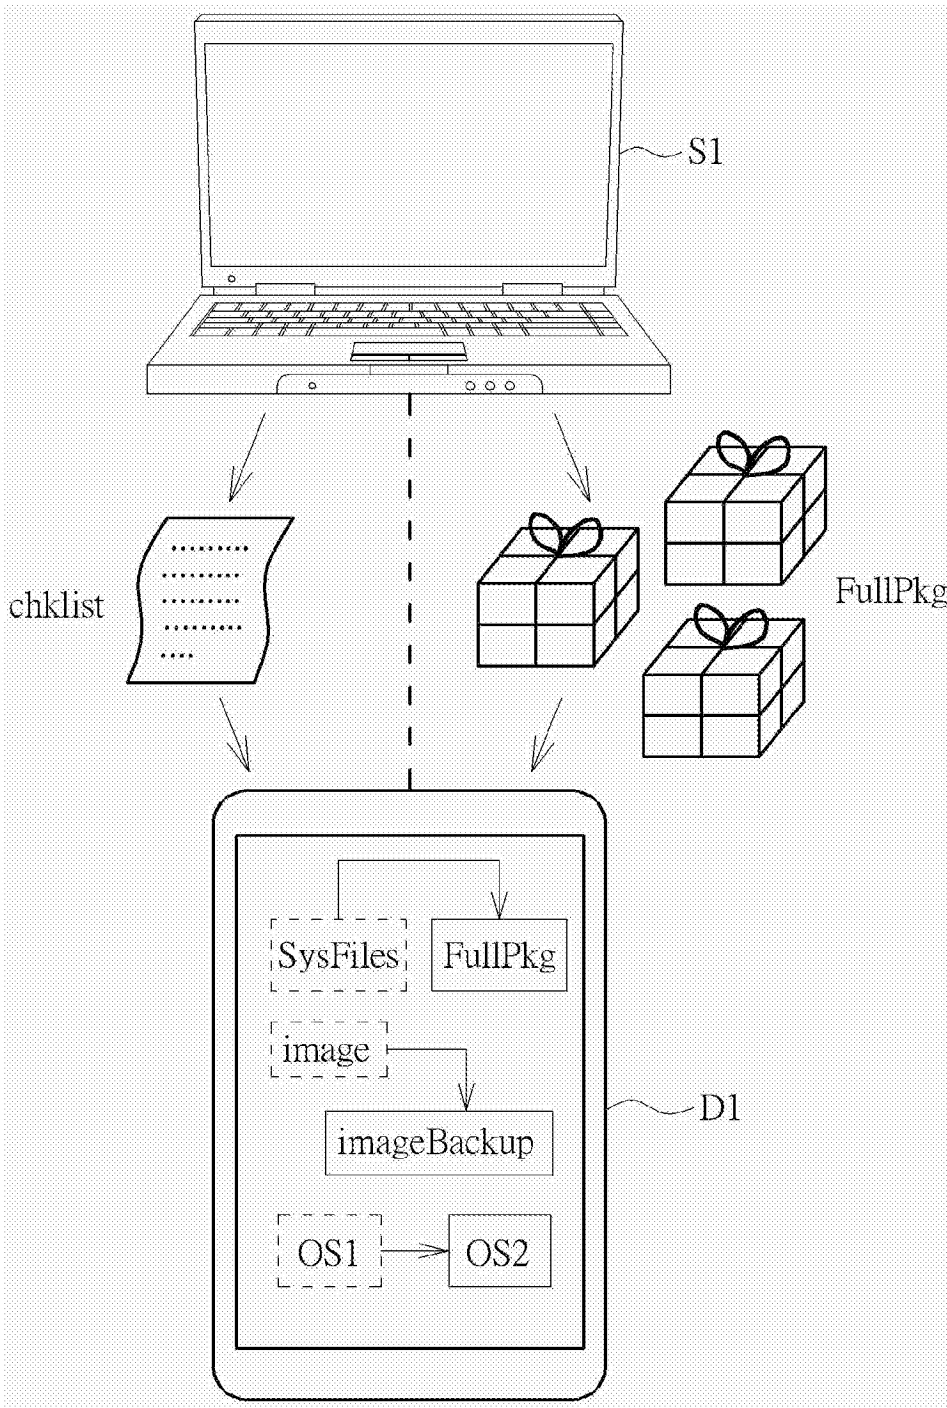 S1
chklist
FullPkg
SysFiles
FullPkg
image
imageBackup
D1
OS1
OS2